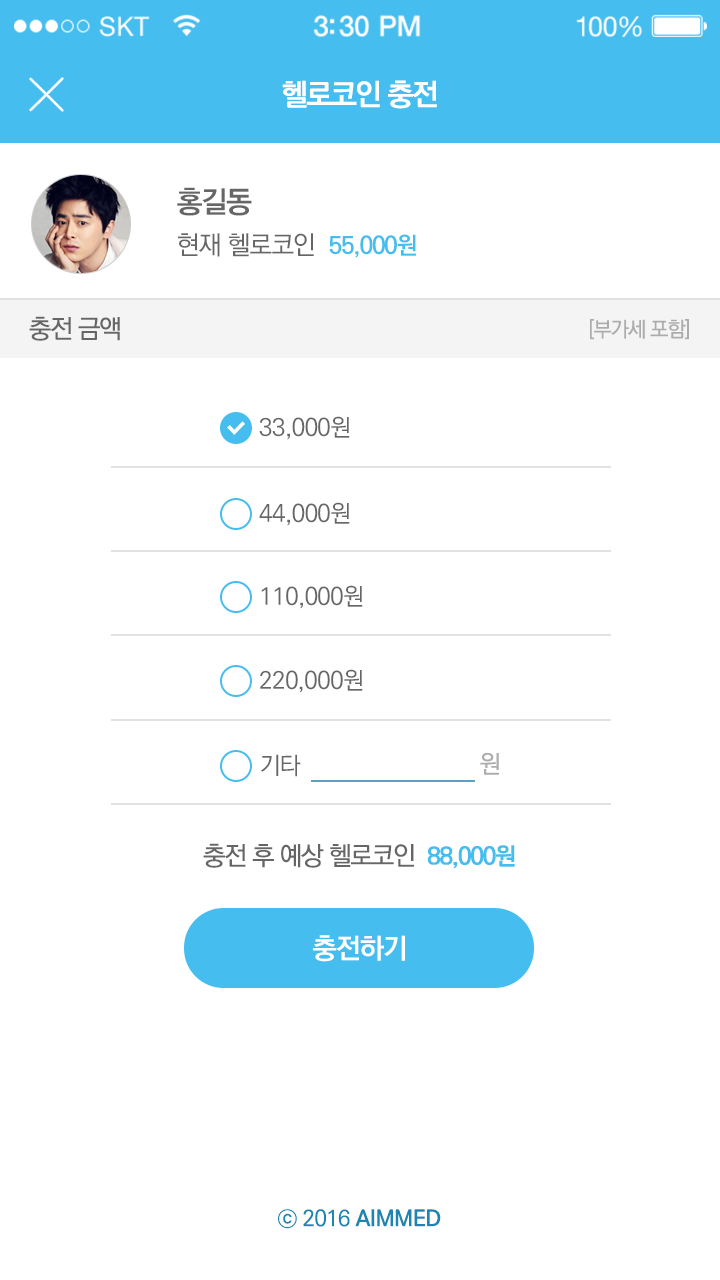 SKT 3:30 PM 100%
헬로코인 충전
홍길동
현재 헬로코인 55,000원
충전 금액 [부가세 포함]
33,000원
44,000원
110,000원
220,000원
기타 원
충전 후 예상 헬로코인 88,000원
충전하기
ⓒ 2016 AIMMED